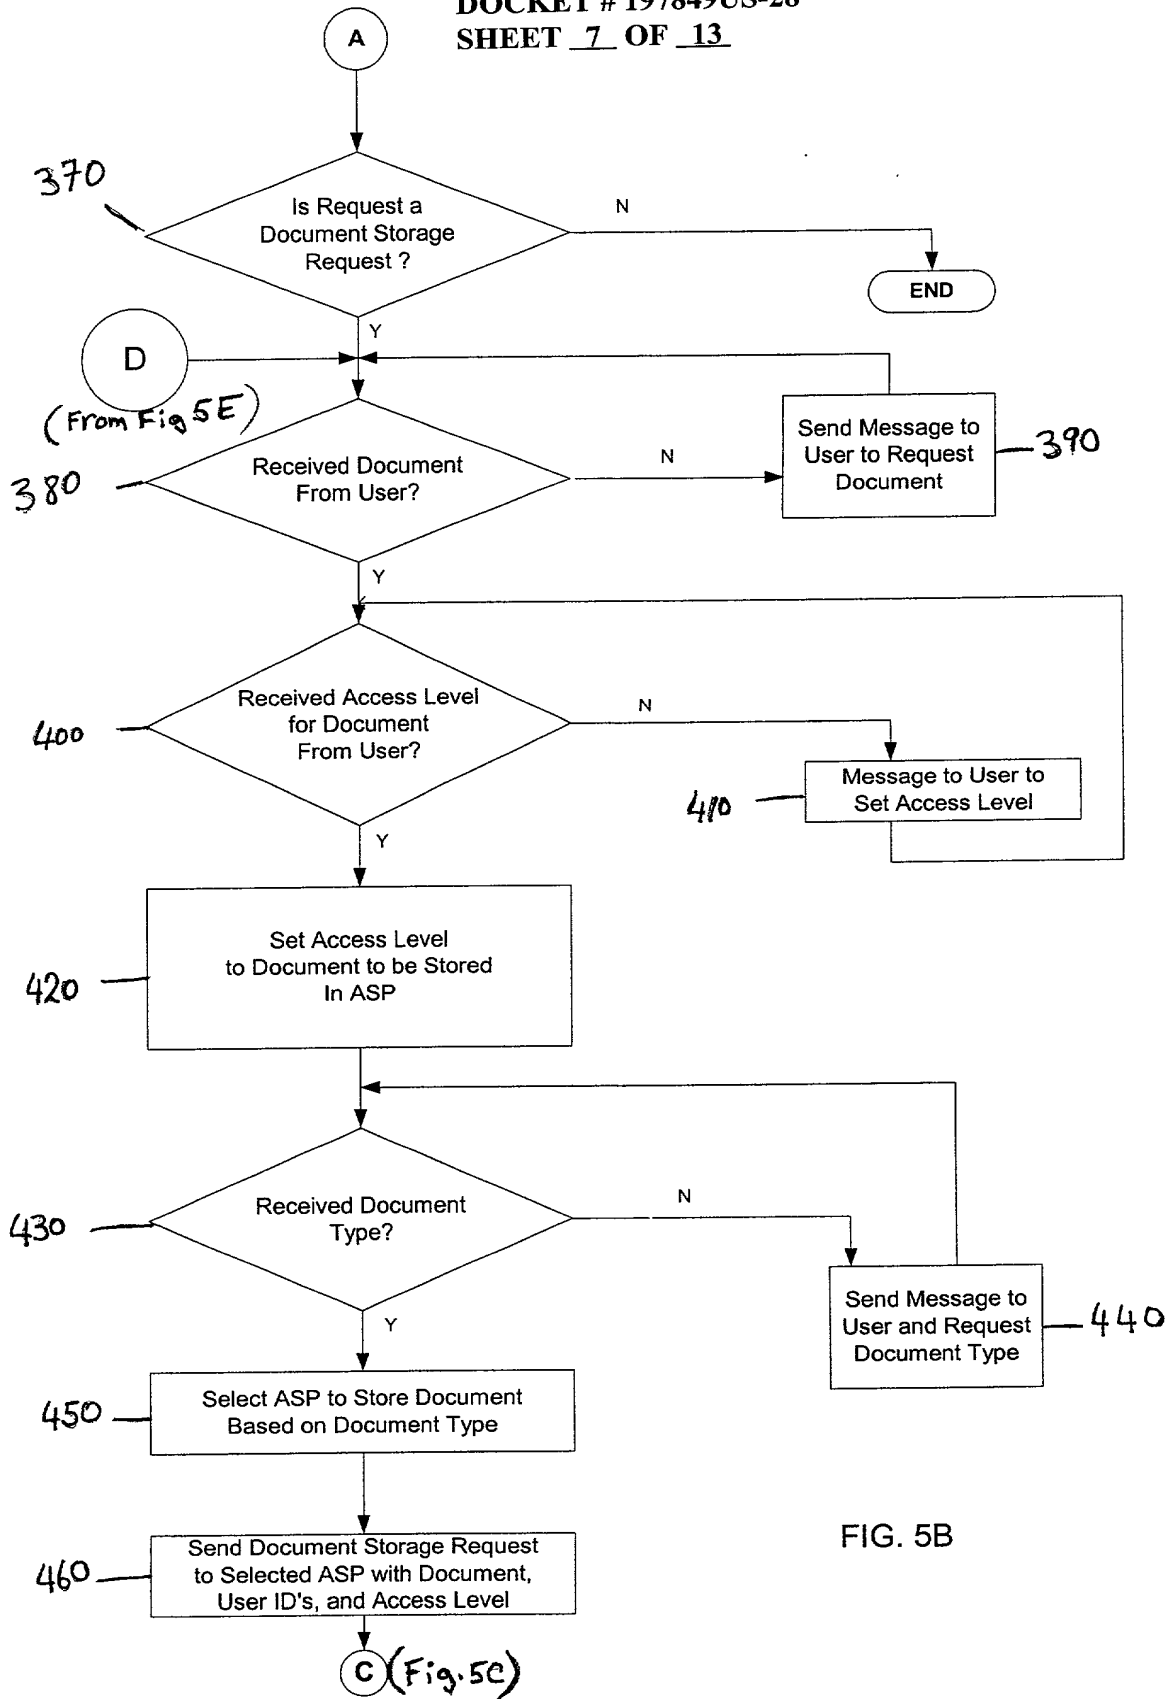 DOCKET # 197849US-28
SHEET 7 OF 13
A
370
Is Request a
Document Storage
Request ?
N
END
Y
D
(From Fig 5E)
380
Received Document
From User?
N
Send Message to
User to Request
Document
390
Y
400
Received Access Level
for Document
From User?
N
Message to User to
Set Access Level
410
Y
420
Set Access Level
to Document to be Stored
In ASP
430
Received Document
Type?
N
Send Message to
User and Request
Document Type
440
Y
450
Select ASP to Store Document
Based on Document Type
460
Send Document Storage Request
to Selected ASP with Document,
User ID's, and Access Level
C (Fig. 5C)
FIG. 5B